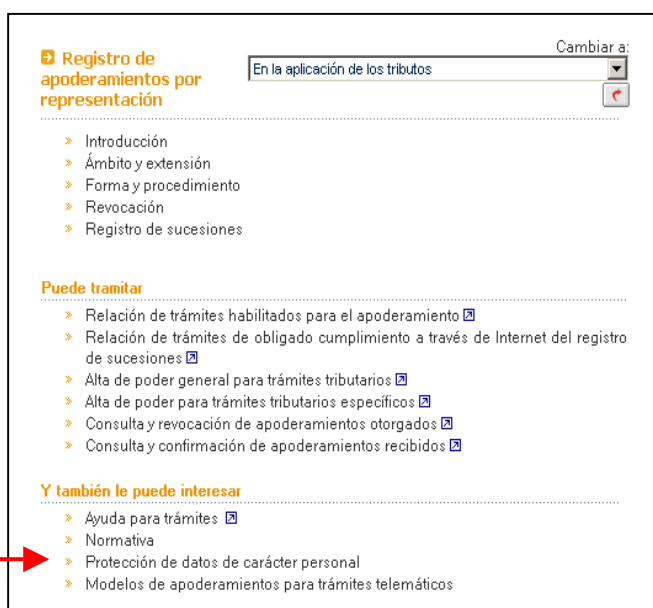 Cambiar a:
Registro de
apoderamientos por
representación
En la aplicación de los tributos
Introducción
Ámbito y extensión
Forma y procedimiento
Revocación
Registro de sucesiones
Puede tramitar
Relación de trámites habilitados para el apoderamiento
Relación de trámites de obligado cumplimiento a través de Internet del registro
de sucesiones
Alta de poder general para trámites tributarios
Alta de poder para trámites tributarios específicos
Consulta y revocación de apoderamientos otorgados
Consulta y confirmación de apoderamientos recibidos
Y también le puede interesar
Ayuda para trámites
Normativa
Protección de datos de carácter personal
Modelos de apoderamientos para trámites telemáticos